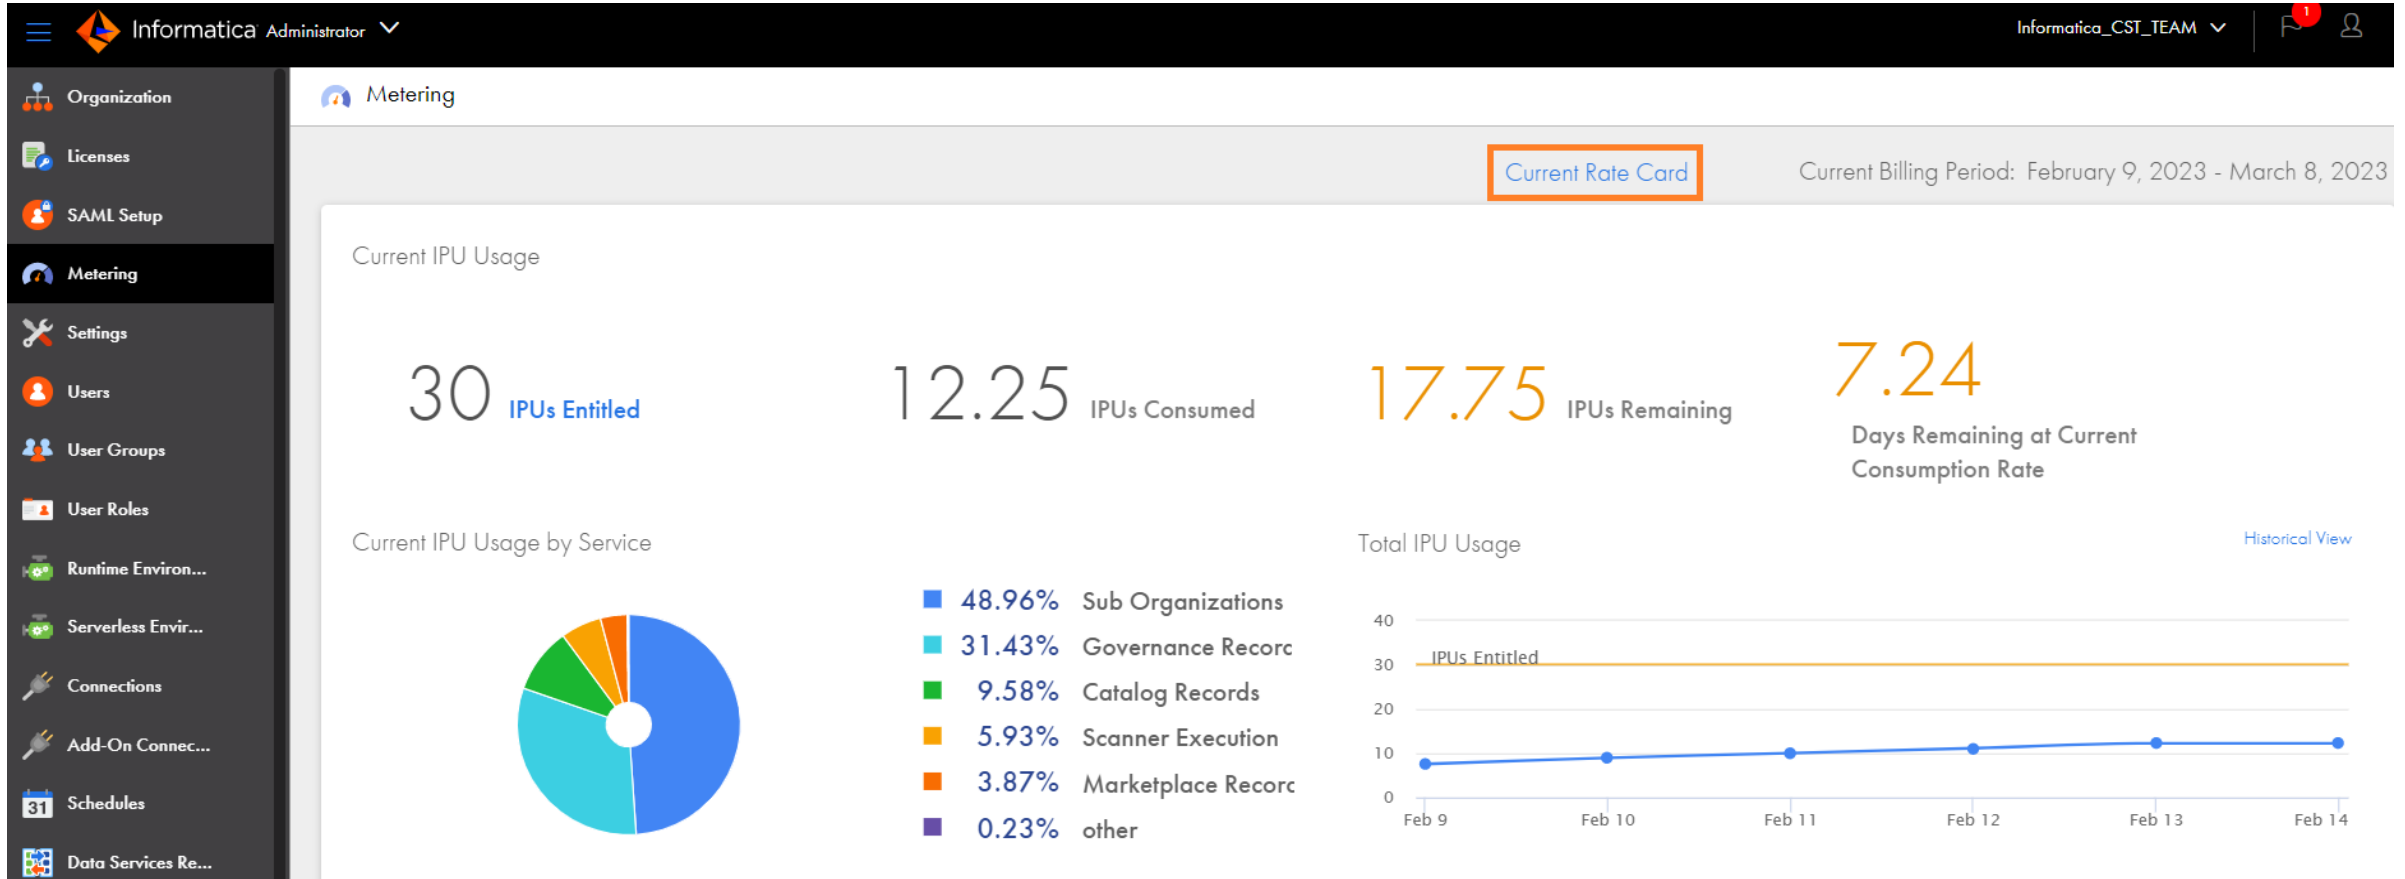 Informatica Administrator
Informatica_CST_TEAM
1
Organization
Licenses
SAML Setup
Metering
Settings
Users
User Groups
User Roles
Runtime Environ...
Serverless Envir...
Connections
Add-On Connec...
31
Schedules
Data Services Re...
Metering
Current Rate Card
Current Billing Period: February 9, 2023 - March 8, 2023
Current IPU Usage
30 IPUs Entitled
12.25 IPUs Consumed
17.75 IPUs Remaining
7.24
Days Remaining at Current
Consumption Rate
Current IPU Usage by Service
48.96% Sub Organizations
31.43% Governance Recorc
9.58% Catalog Records
5.93% Scanner Execution
3.87% Marketplace Recorc
0.23% other
Total IPU Usage
Historical View
40
30
20
10
0
IPUs Entitled
Feb 9
Feb 10
Feb 11
Feb 12
Feb 13
Feb 14